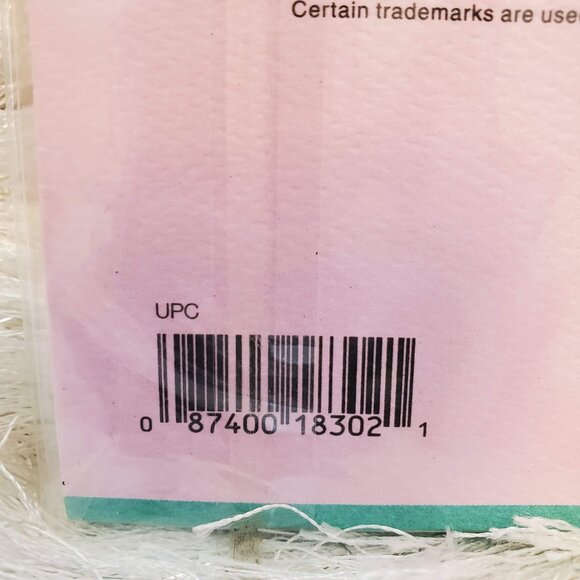 Certain trademarks are used
UPC
0 87400 18302 1